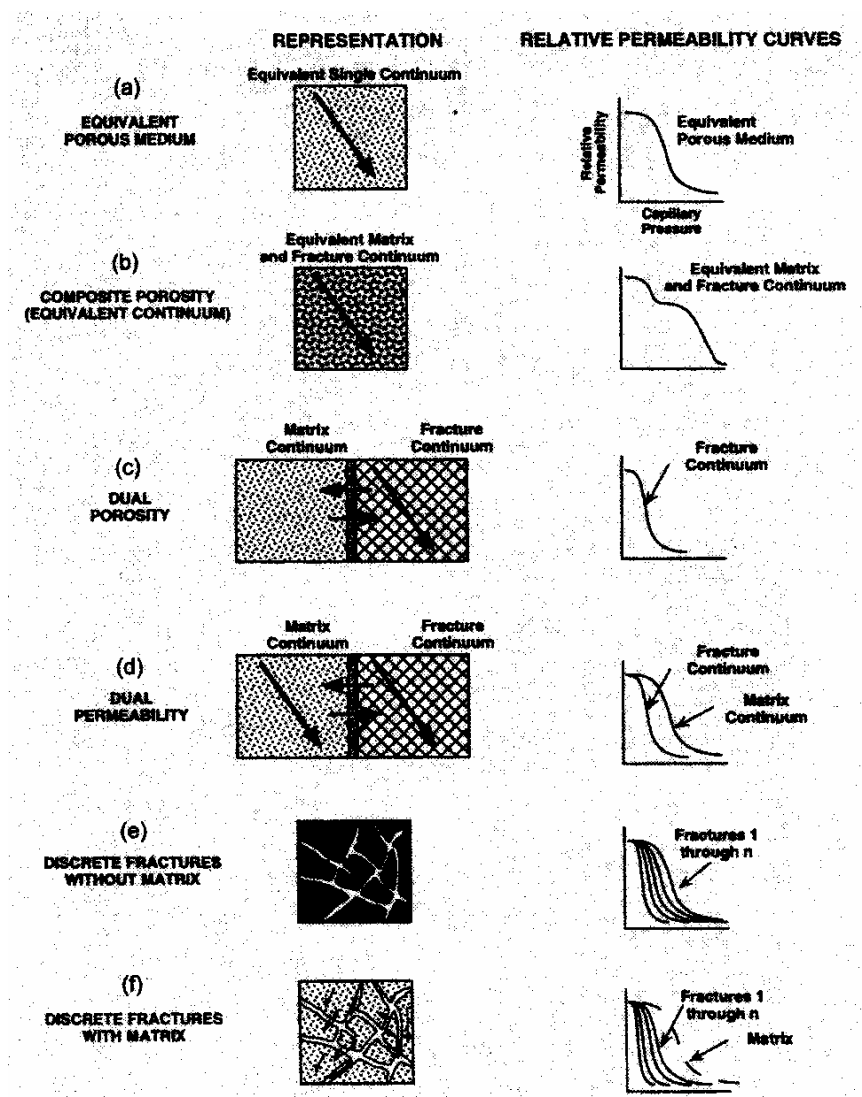 REPRESENTATION
RELATIVE PERMEABILITY CURVES
(a)
EQUIVALENT
POROUS MEDIUM
Equivalent Single Continuum
Relative
Permeability
Equivalent
Porous Medium
Capillary
Pressure
(b)
COMPOSITE POROSITY
(EQUIVALENT CONTINUUM)
Equivalent Matrix
and Fracture Continuum
Equivalent Matrix
and Fracture Continuum
(c)
DUAL
POROSITY
Matrix
Continuum
Fracture
Continuum
Fracture
Continuum
(d)
DUAL
PERMEABILITY
Matrix
Continuum
Fracture
Continuum
Fracture
Continuum
Matrix
Continuum
(e)
DISCRETE FRACTURES
WITHOUT MATRIX
Fractures 1
through n
(f)
DISCRETE FRACTURES
WITH MATRIX
Fractures 1
through n
Matrix